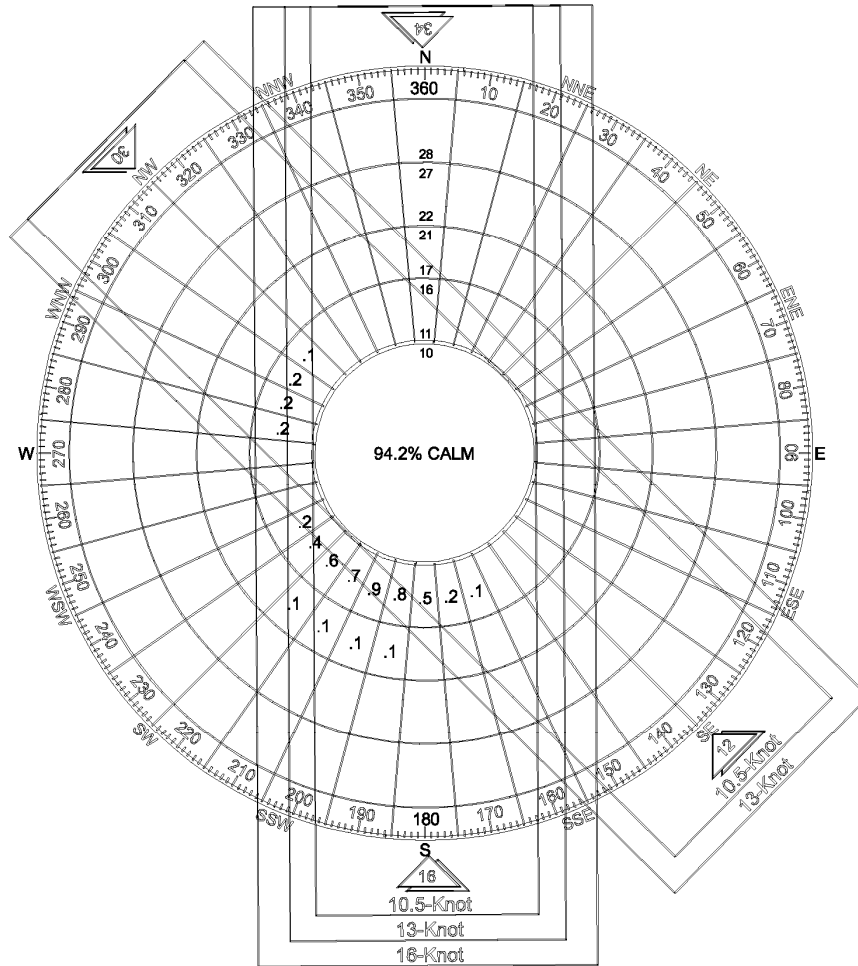 34
N
NNW
NNE
360
350
10
340
20
330
30
30
NW
NE
320
40
28
27
310
50
22
21
300
60
WNW
ENE
17
16
290
70
11
10
.1
280
80
.2
.2
.2
W
270
94.2% CALM
90
E
260
100
.2
.4
.6
250
110
.7
.9
.8
.5
.2
.1
WSW
ESE
.1
240
120
.1
.1
.1
230
130
SW
SE
220
140
12
10.5-Knot
13-Knot
210
150
200
160
190
170
180
SSW
SSE
S
16
10.5-Knot
13-Knot
16-Knot